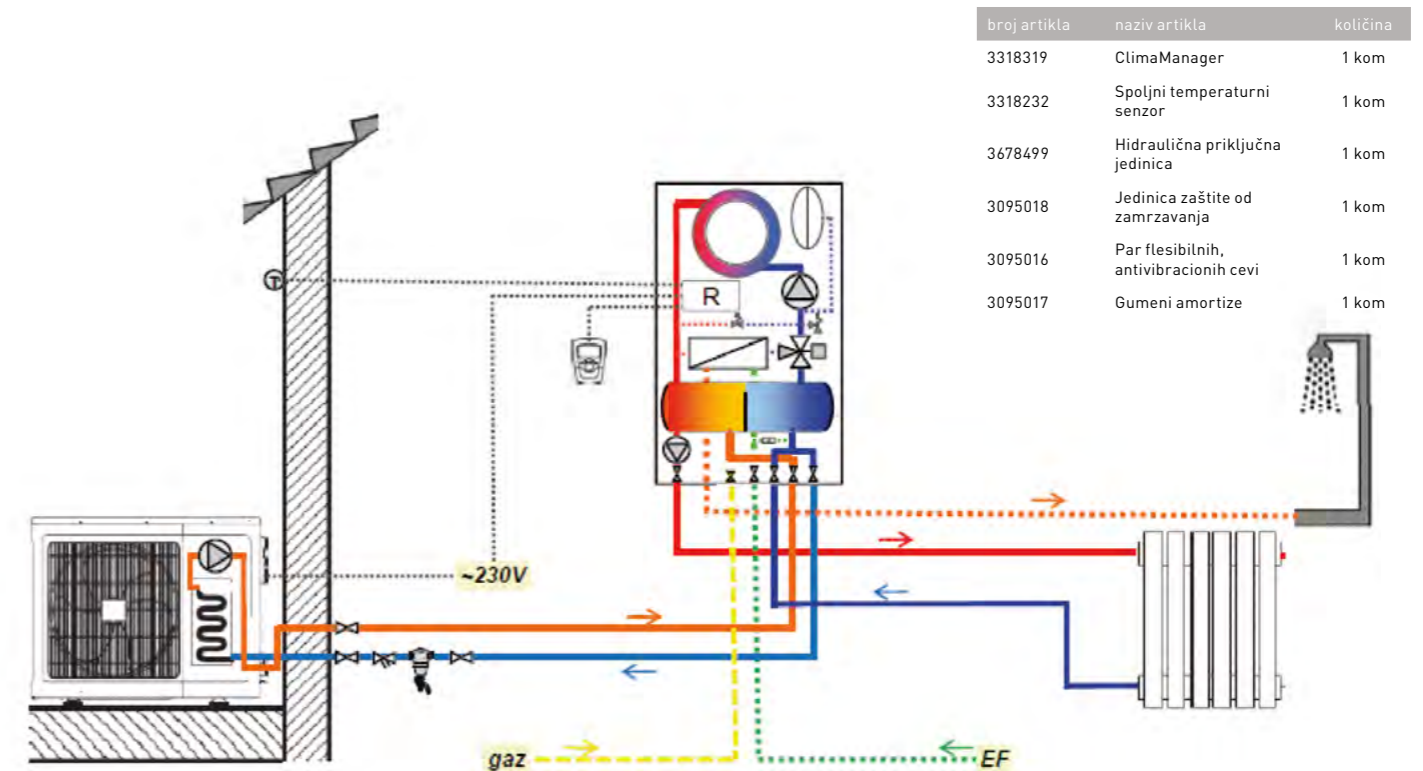 broj artikla naziv artikla količina
3318319 ClimaManager 1 kom
3318232 Spoljni temperaturni senzor 1 kom
3678499 Hidraulična priključna jedinica 1 kom
3095018 Jedinica zaštite od zamrzavanja 1 kom
3095016 Par flesibilnih, antivibracionih cevi 1 kom
3095017 Gumeni amortize 1 kom
T
R
~230V
gaz
EF